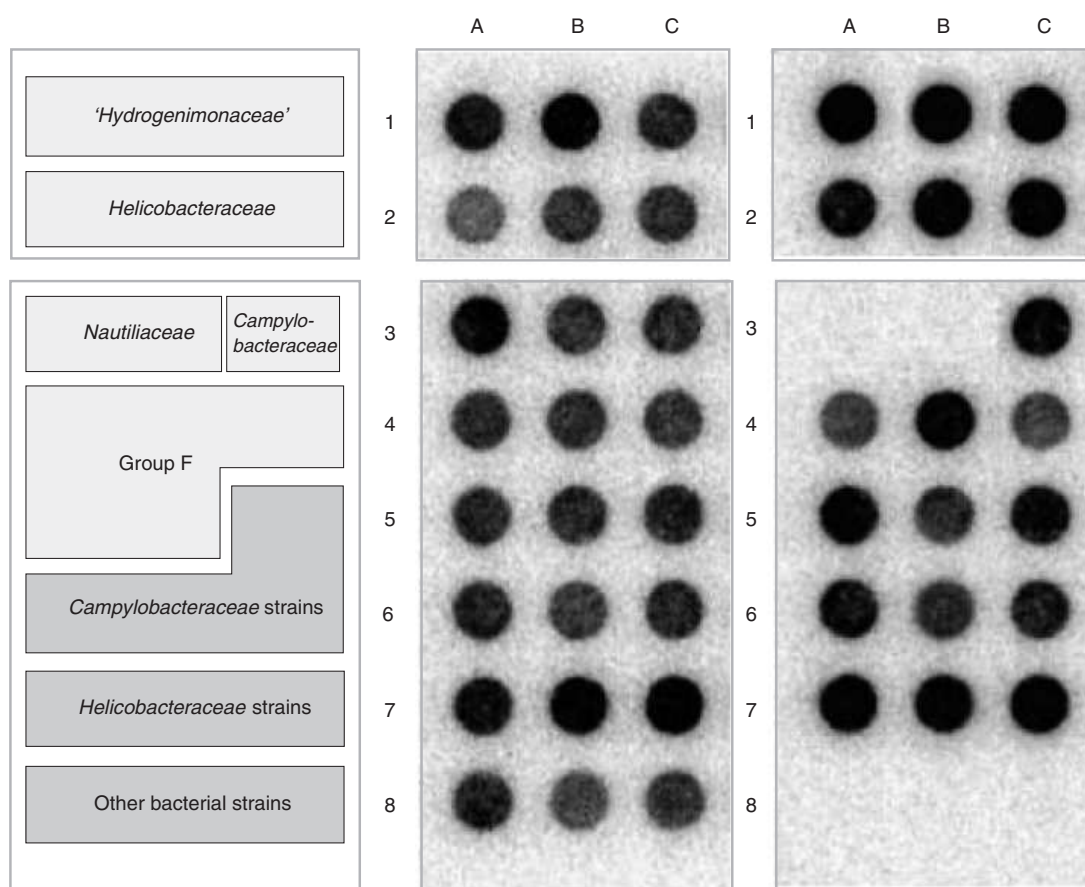 A B C A B C
'Hydrogenimonaceae' 1 1
Helicobacteraceae 2 2
Nautiliaceae
Campylo-
bacteraceae
3 3
4 4
Group F
5 5
Campylobacteraceae strains 6 6
Helicobacteraceae strains 7 7
Other bacterial strains 8 8